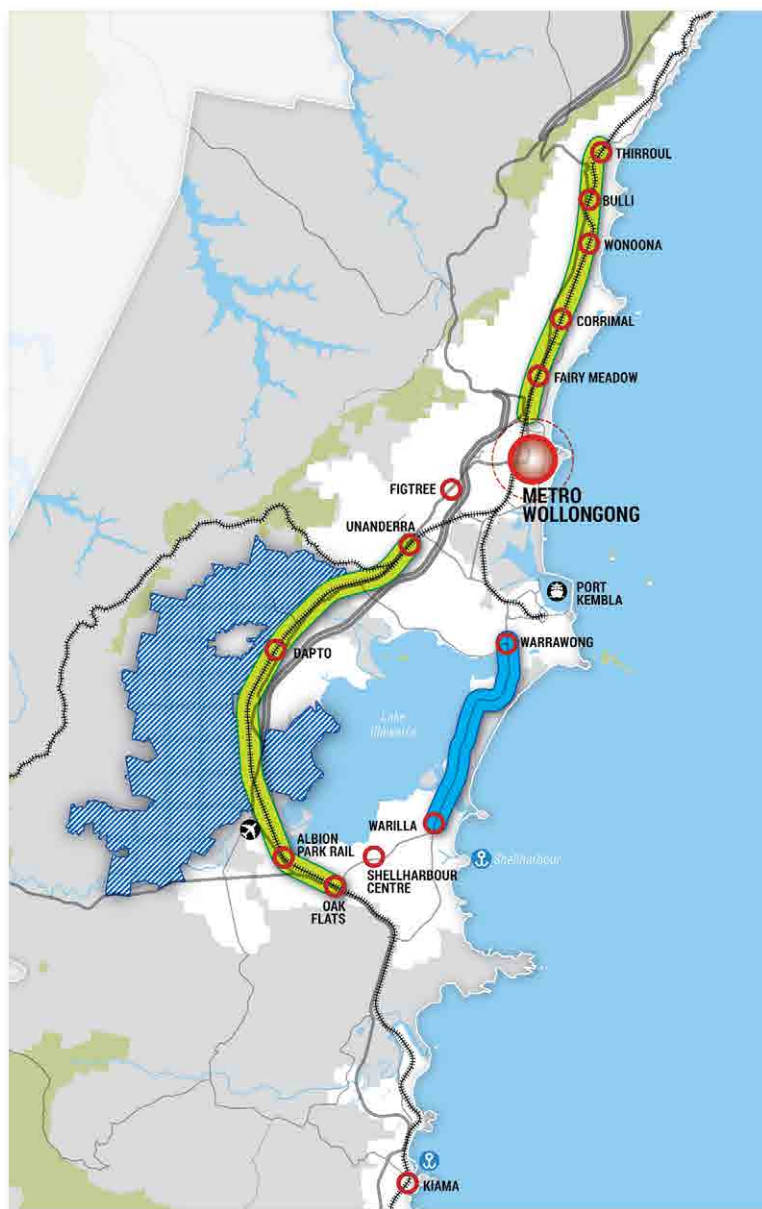 THIRROUL
BULLI
WONOONA
CORRIMAL
FAIRY MEADOW
METRO
WOLLONGONG
FIGTREE
UNANDERRA
PORT
KEMBLA
WARRAWONG
DAPTO
Lake
Illawarra
WARILLA
ALBION
PARK RAIL
SHELLHARBOUR
CENTRE
Shellharbour
OAK
FLATS
KIAMA